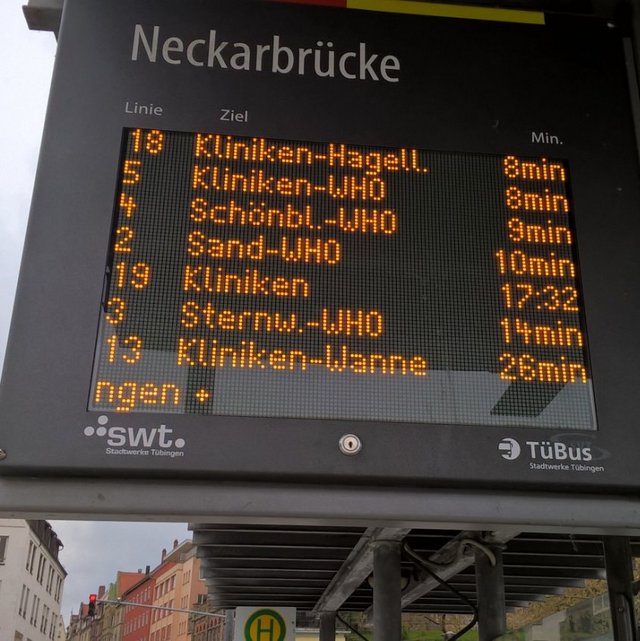 Neckarbrücke
Linie Ziel Min.
18 Kliniken-Hagell. 8min
5 Kliniken-WHO 8min
4 Schönbl.-WHO 9min
2 Sand-WHO 10min
19 Kliniken 17:32
3 Sternw.-WHO 14min
13 Kliniken-Wanne 26min
ngen +
swt.
Stadtwerke Tübingen
TüBus
Stadtwerke Tübingen
H